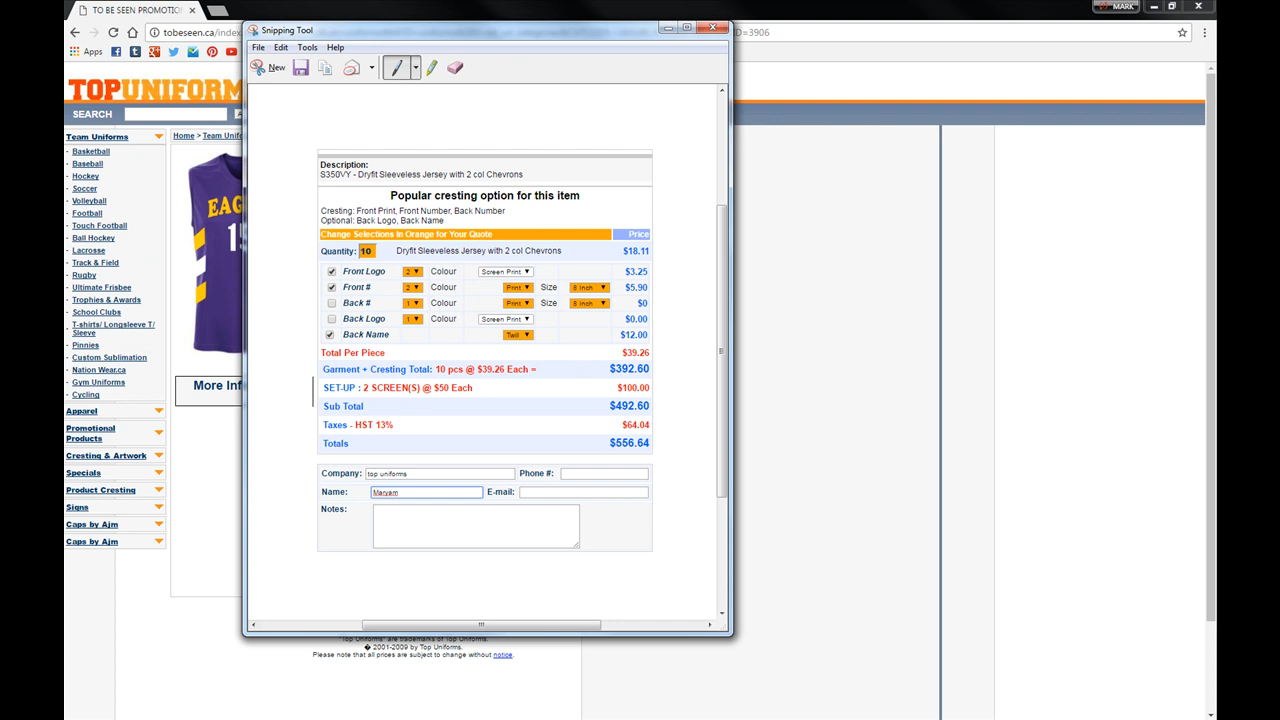 TO BE SEEN PROMOTIO
MARK
tobeseen.ca/index
ID=3906
Apps
Snipping Tool
File Edit Tools Help
New
TOPUNIFORM
SEARCH
Home > Team Unifo
Team Uniforms
- Basketball
- Baseball
- Hockey
- Soccer
- Volleyball
- Football
- Touch Football
- Ball Hockey
- Lacrosse
- Track & Field
- Rugby
- Ultimate Frisbee
- Trophies & Awards
- School Clubs
- T-shirts/ Longsleeve T/
Sleeve
- Pinnies
- Custom Sublimation
- Nation Wear.ca
- Gym Uniforms
- Cycling
Apparel
Promotional
Products
Cresting & Artwork
Specials
Product Cresting
Signs
Caps by Ajm
Caps by Ajm
EAG
15
More Inf
Description:
S350VY - Dryfit Sleeveless Jersey with 2 col Chevrons
Popular cresting option for this item
Cresting: Front Print, Front Number, Back Number
Optional: Back Logo, Back Name
Change Selections In Orange for Your Quote Price
Quantity: 10 Dryfit Sleeveless Jersey with 2 col Chevrons $18.11
Front Logo 2 Colour Screen Print $3.25
Front # 2 Colour Print Size 8 Inch $5.90
Back # 1 Colour Print Size 8 Inch $0
Back Logo 1 Colour Screen Print $0.00
Back Name Twill $12.00
Total Per Piece $39.26
Garment + Cresting Total: 10 pcs @ $39.26 Each = $392.60
SET-UP : 2 SCREEN(S) @ $50 Each $100.00
Sub Total $492.60
Taxes - HST 13% $64.04
Totals $556.64
Company: top uniforms Phone #:
Name: Maryam E-mail:
Notes:
"Top Uniforms" are trademarks of Top Uniforms.
� 2001-2009 by Top Uniforms.
Please note that all prices are subject to change without notice.